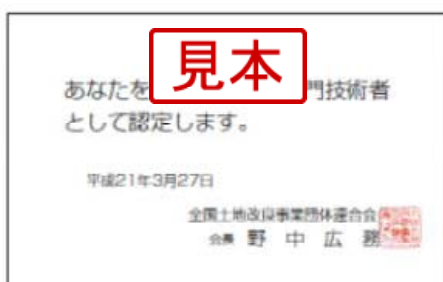 見本
あなたを 門技術者
として認定します。
平成21年3月27日
全国土地改良事業団体連合会
会長 野中広務